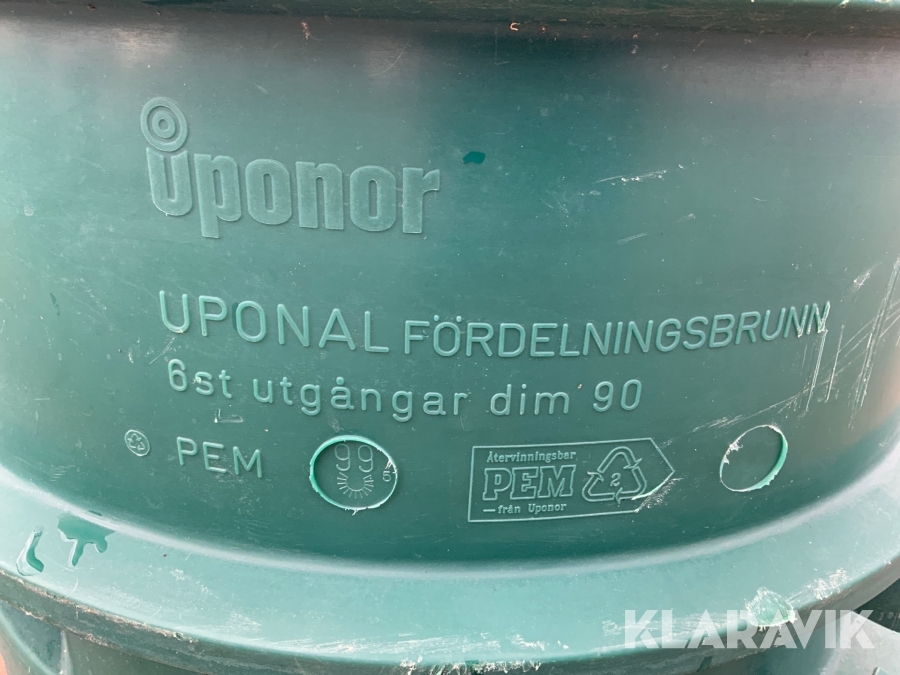 uponor
UPONAL FÖRDELNINGSBRUNN
6st utgångar dim 90
PEM
99
Återvinningsbar
PEM
2
från Uponor
KLARAVIK